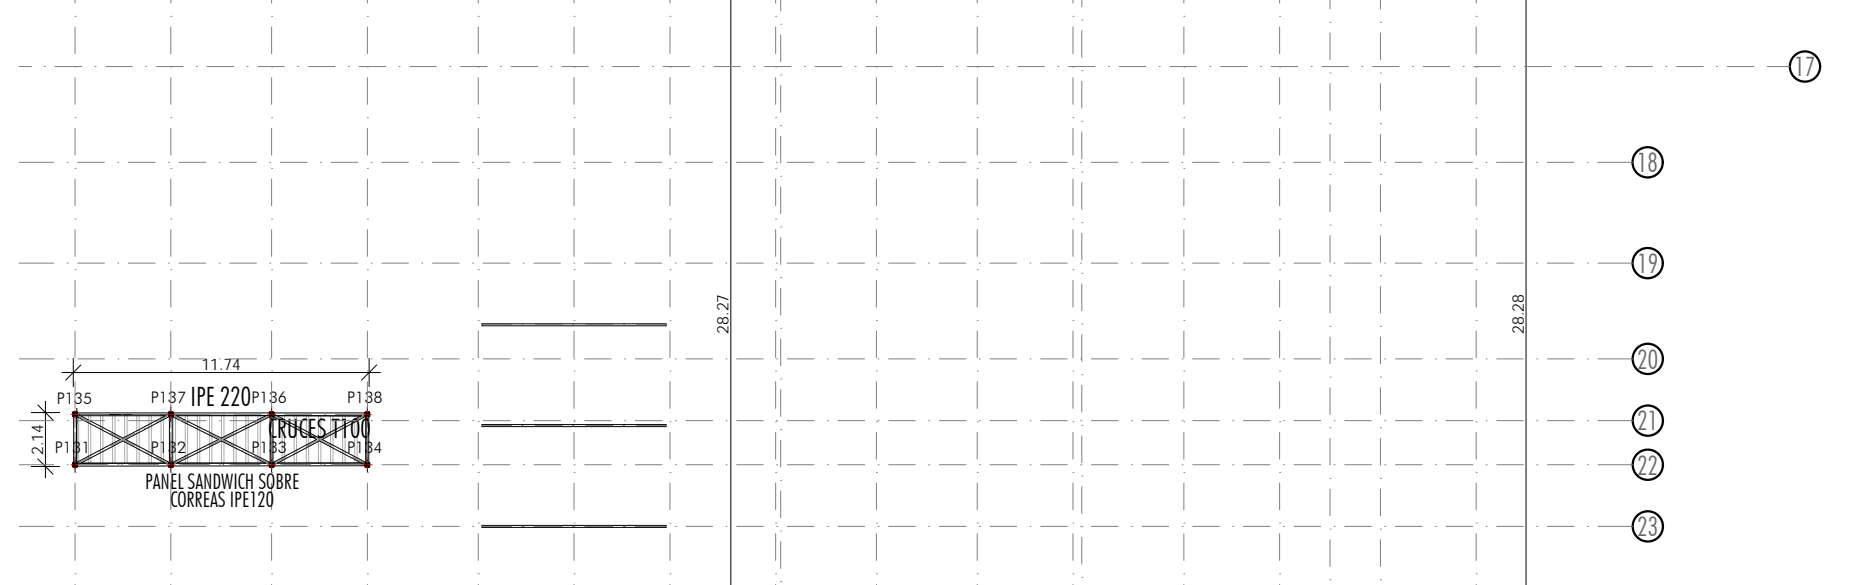 17
18
19
28.27
28.28
20
11.74
P135
P137
IPE 220
P136
P138
21
CRUCES T100
2.14
P131
P132
P133
P134
22
PANEL SANDWICH SOBRE
CORREAS IPE120
23